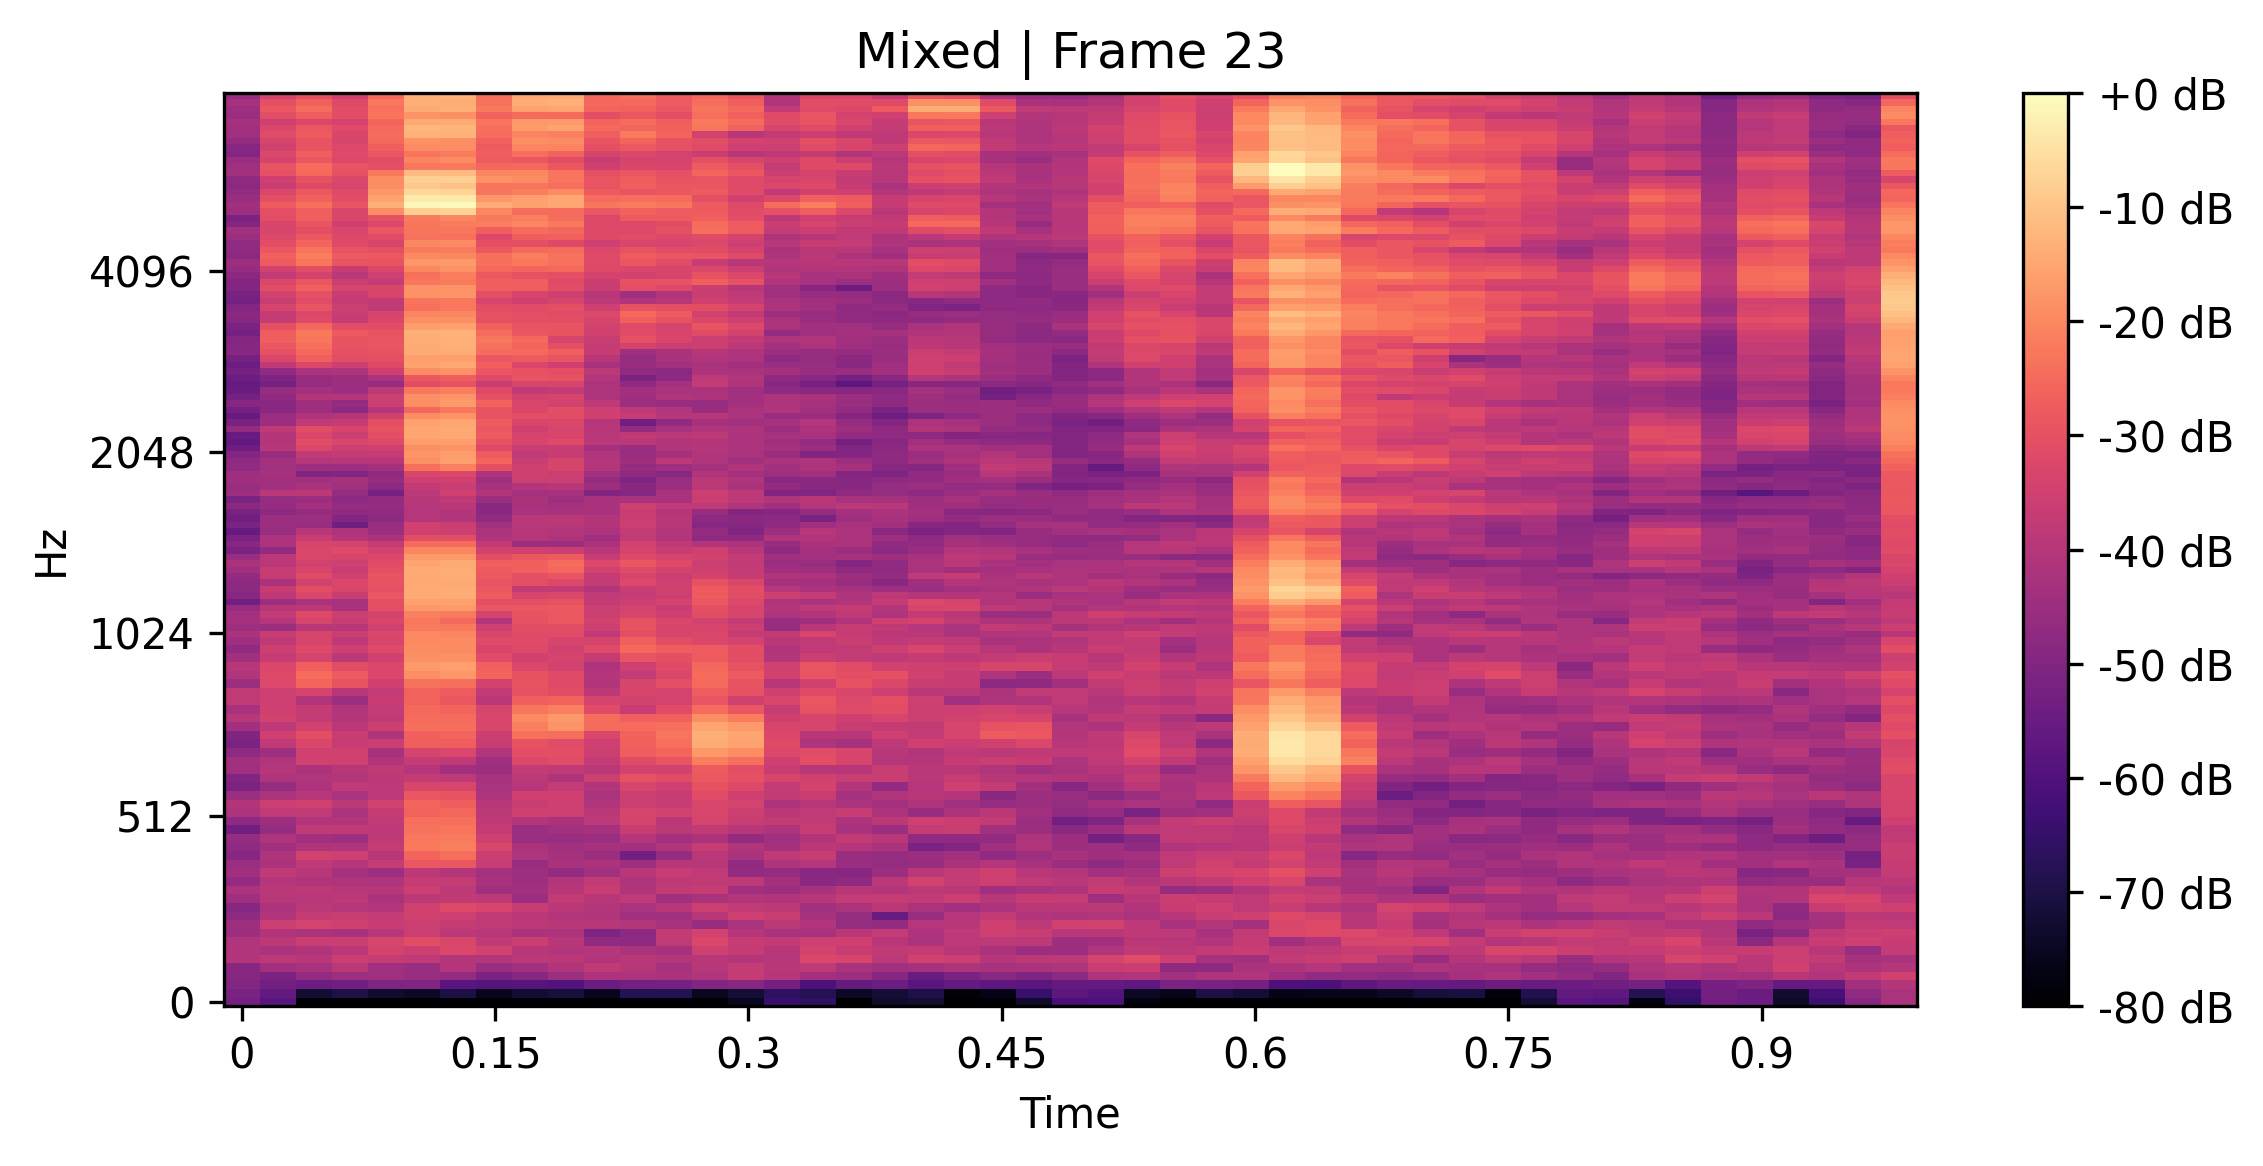 Mixed | Frame 23
Hz
4096
2048
1024
512
0
0 0.15 0.3 0.45 0.6 0.75 0.9
Time
+0 dB
-10 dB
-20 dB
-30 dB
-40 dB
-50 dB
-60 dB
-70 dB
-80 dB